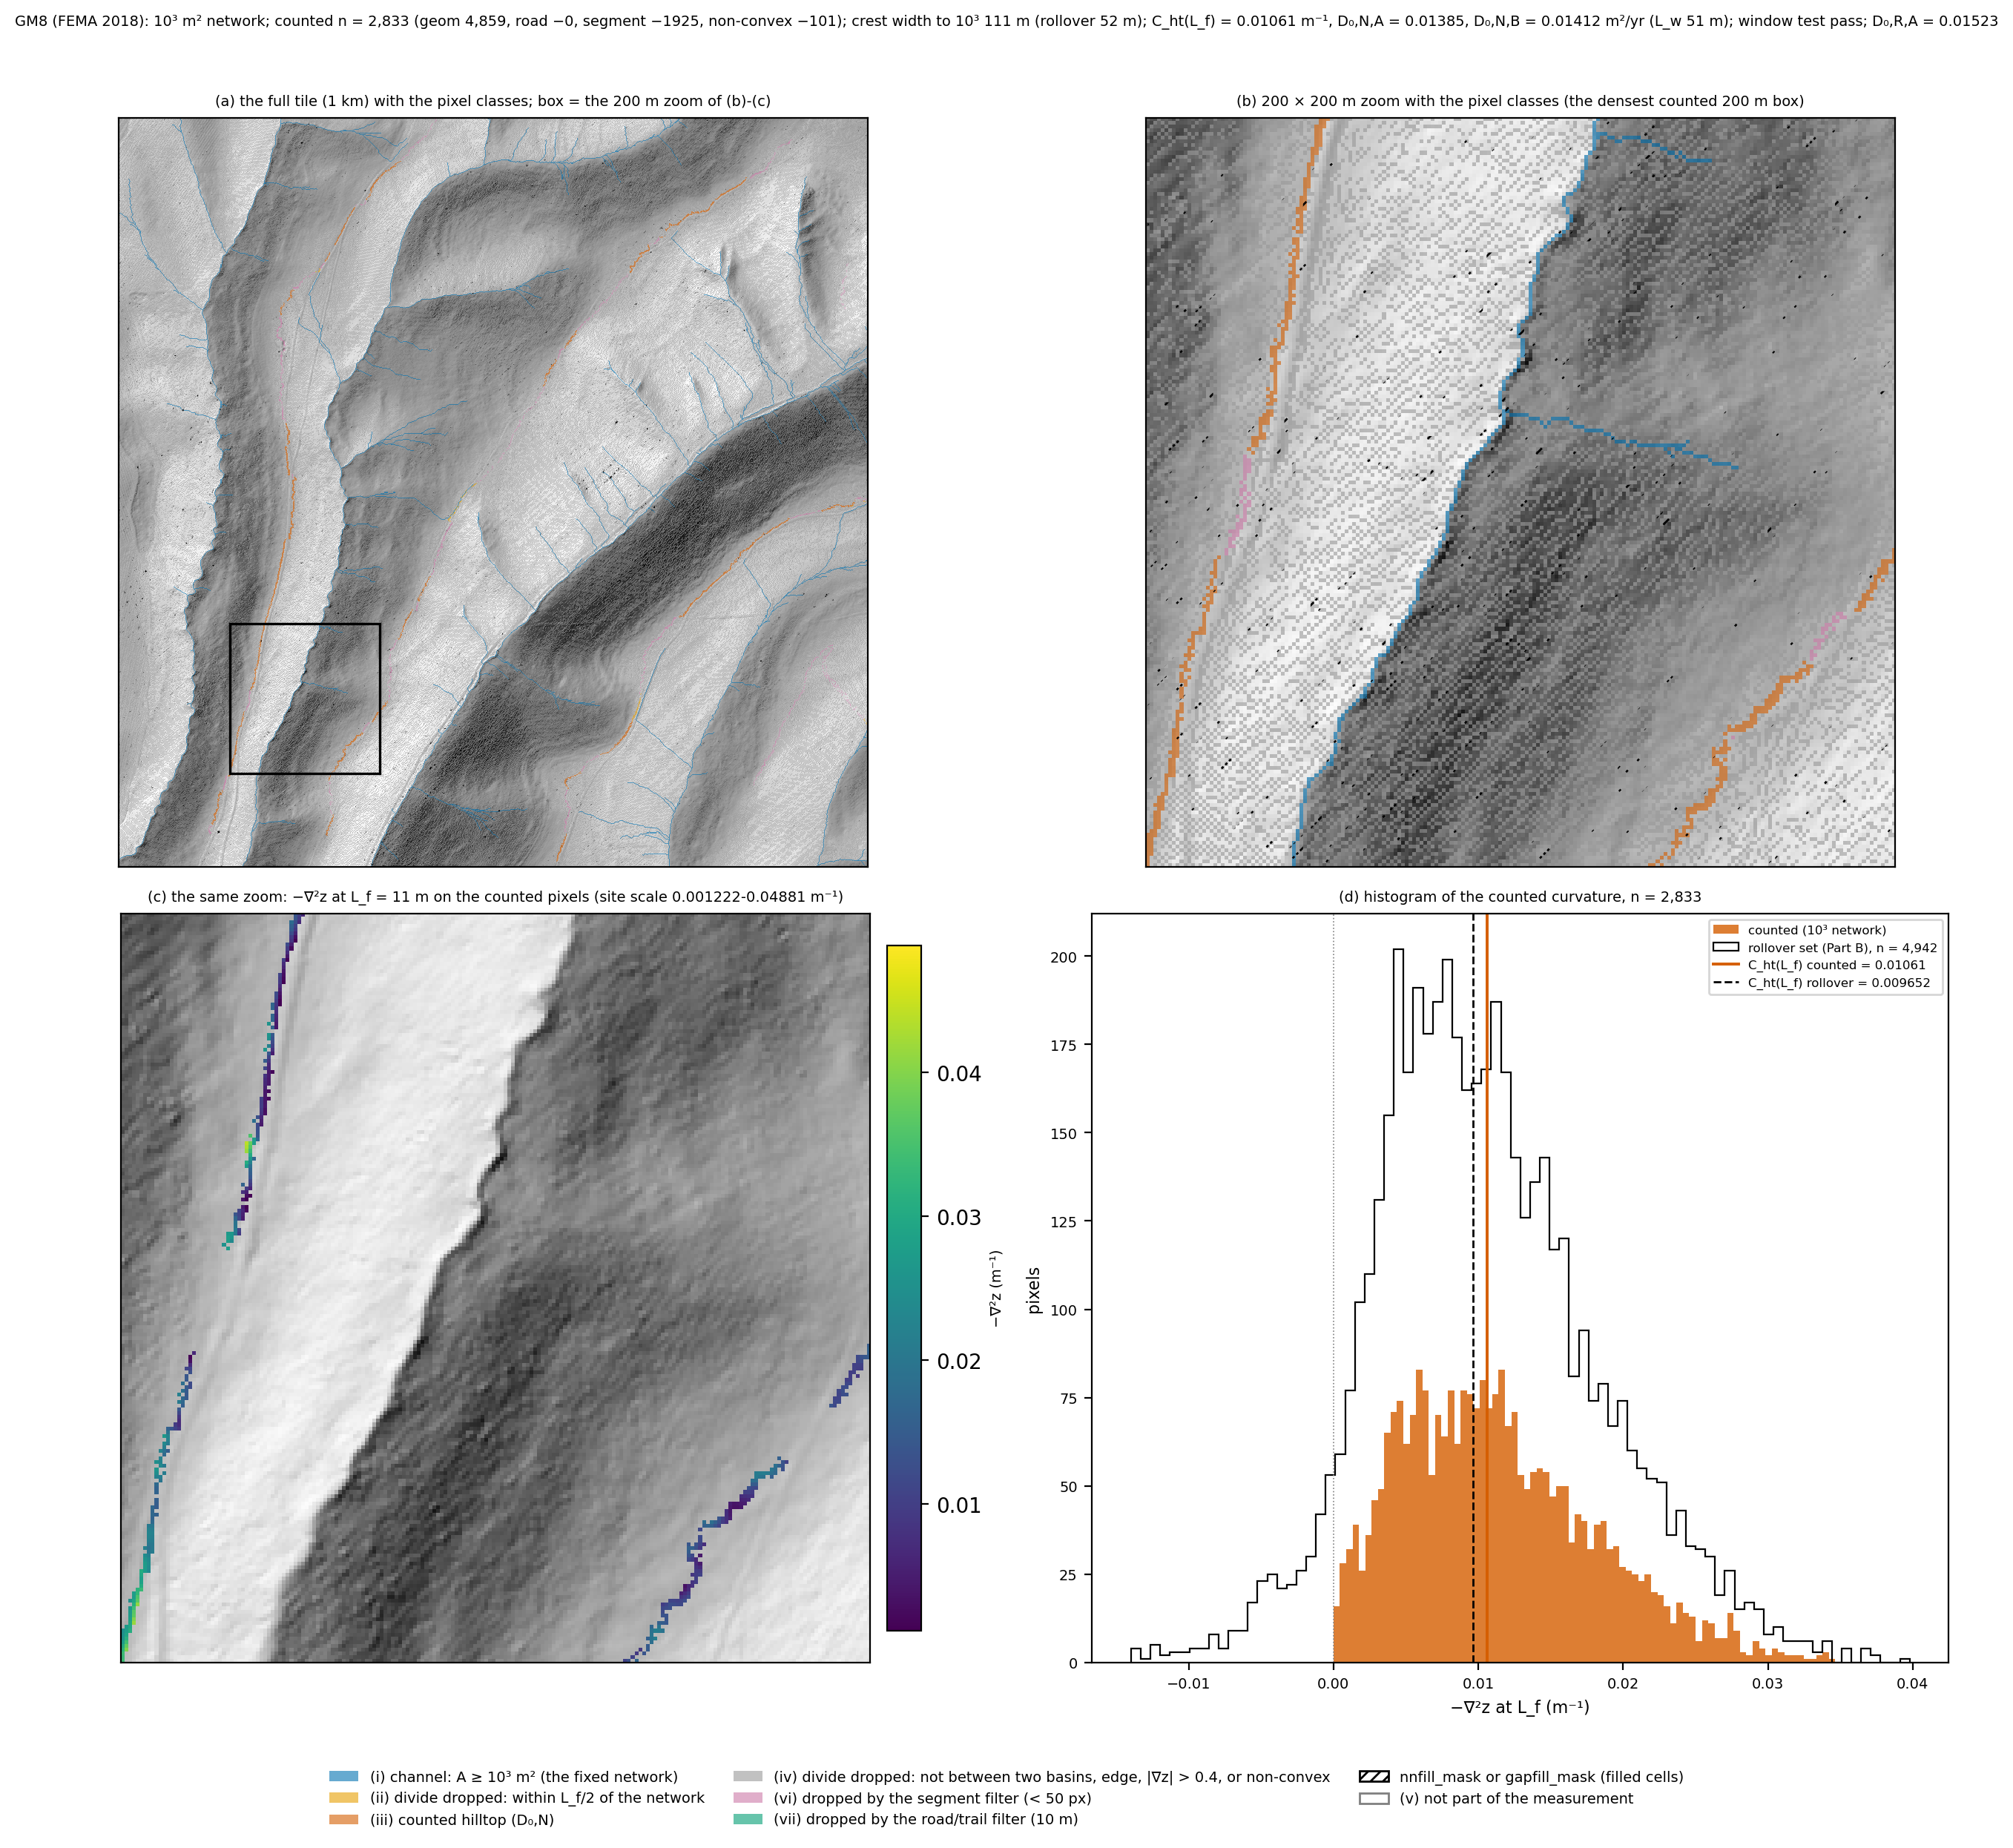 GM8 (FEMA 2018): 10³ m² network; counted n = 2,833 (geom 4,859, road −0, segment −1925, non-convex −101); crest width to 10³ 111 m (rollover 52 m); C_ht(L_f) = 0.01061 m⁻¹, D₀,N,A = 0.01385, D₀,N,B = 0.01412 m²/yr (L_w 51 m); window test pass; D₀,R,A = 0.01523
(a) the full tile (1 km) with the pixel classes; box = the 200 m zoom of (b)-(c)
(b) 200 × 200 m zoom with the pixel classes (the densest counted 200 m box)
(c) the same zoom: −∇²z at L_f = 11 m on the counted pixels (site scale 0.001222-0.04881 m⁻¹)
0.04
0.03
0.02
0.01
−∇²z (m⁻¹)
(d) histogram of the counted curvature, n = 2,833
counted (10³ network)
rollover set (Part B), n = 4,942
C_ht(L_f) counted = 0.01061
C_ht(L_f) rollover = 0.009652
200
175
150
125
100
75
50
25
0
pixels
−0.01
0.00
0.01
0.02
0.03
0.04
−∇²z at L_f (m⁻¹)
(i) channel: A ≥ 10³ m² (the fixed network)
(ii) divide dropped: within L_f/2 of the network
(iii) counted hilltop (D₀,N)
(iv) divide dropped: not between two basins, edge, |∇z| > 0.4, or non-convex
(vi) dropped by the segment filter (< 50 px)
(vii) dropped by the road/trail filter (10 m)
nnfill_mask or gapfill_mask (filled cells)
(v) not part of the measurement